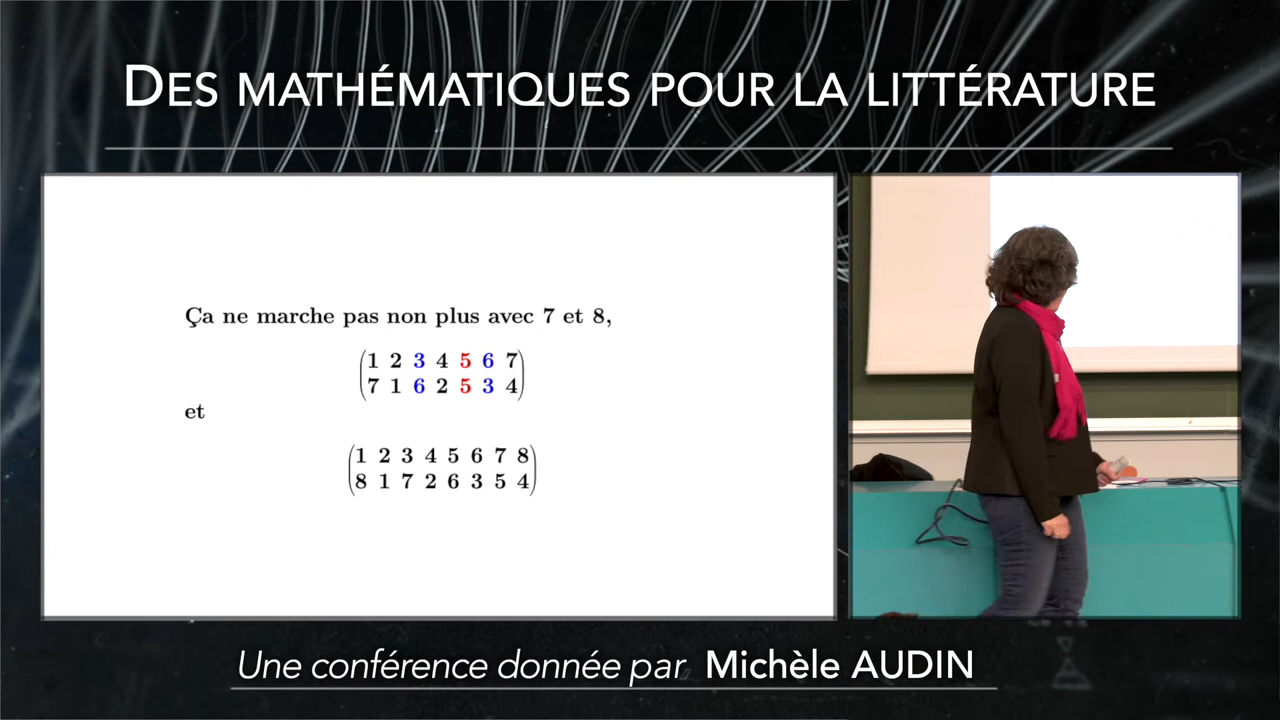 DES MATHÉMATIQUES POUR LA LITTÉRATURE
Ça ne marche pas non plus avec 7 et 8,
1 2 3 4 5 6 7
7 1 6 2 5 3 4
et
1 2 3 4 5 6 7 8
8 1 7 2 6 3 5 4
Une conférence donnée par Michèle AUDIN